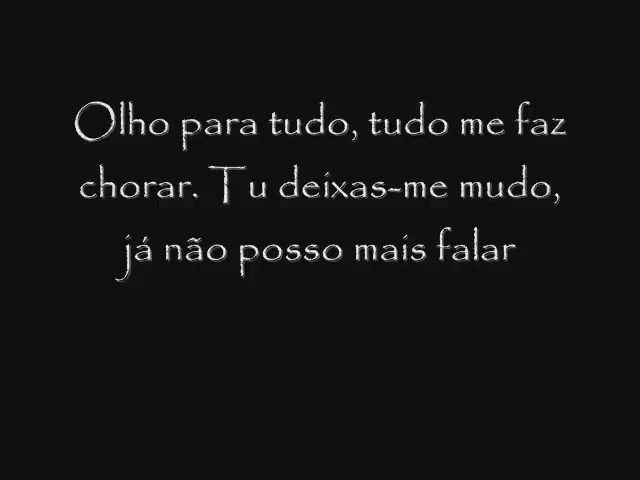 Olho para tudo, tudo me faz
chorar. Tu deixas-me mudo,
já não posso mais falar